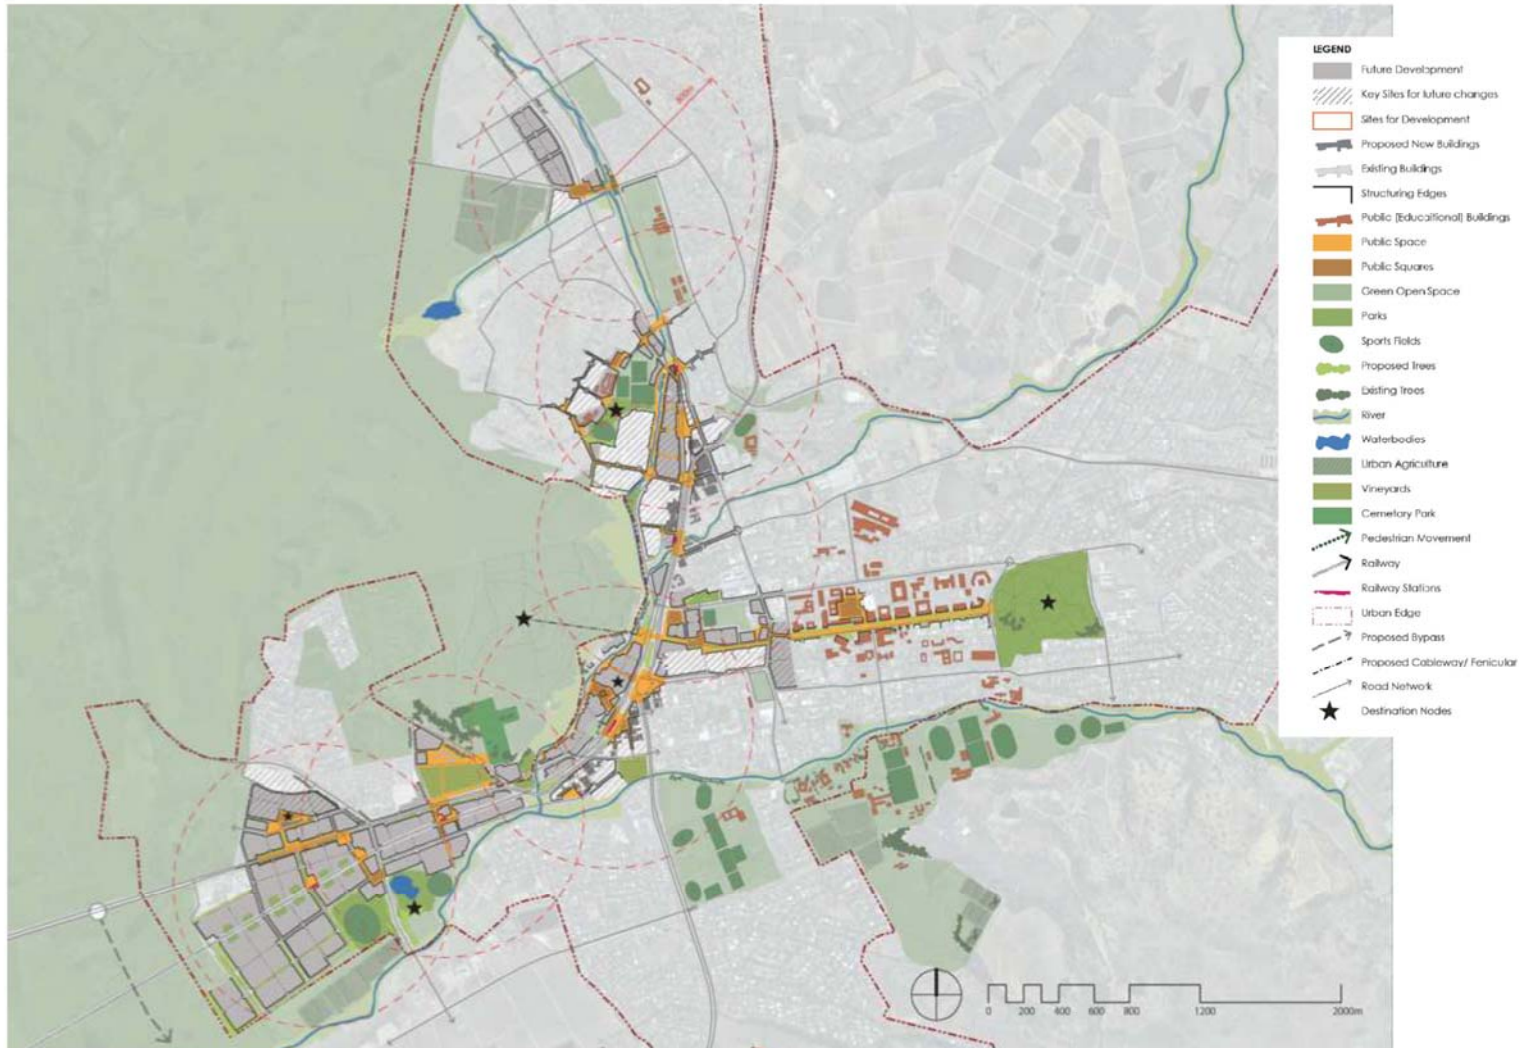 800m
LEGEND
Future Development
Key Sites for future changes
Sites for Development
Proposed New Buildings
Existing Buildings
Structuring Edges
Public (Educaitional) Buildings
Public Space
Public Squares
Green Open Space
Parks
Sports Fields
Proposed Trees
Existing Trees
River
Waterbodies
Urban Agriculture
Vineyards
Cemetary Park
Pedestrian Movement
Railway
Railway Stations
Urban Edge
Proposed Bypass
Proposed Cableway/ Fenicular
Road Network
Destination Nodes
0 200 400 600 800 1200 2000m